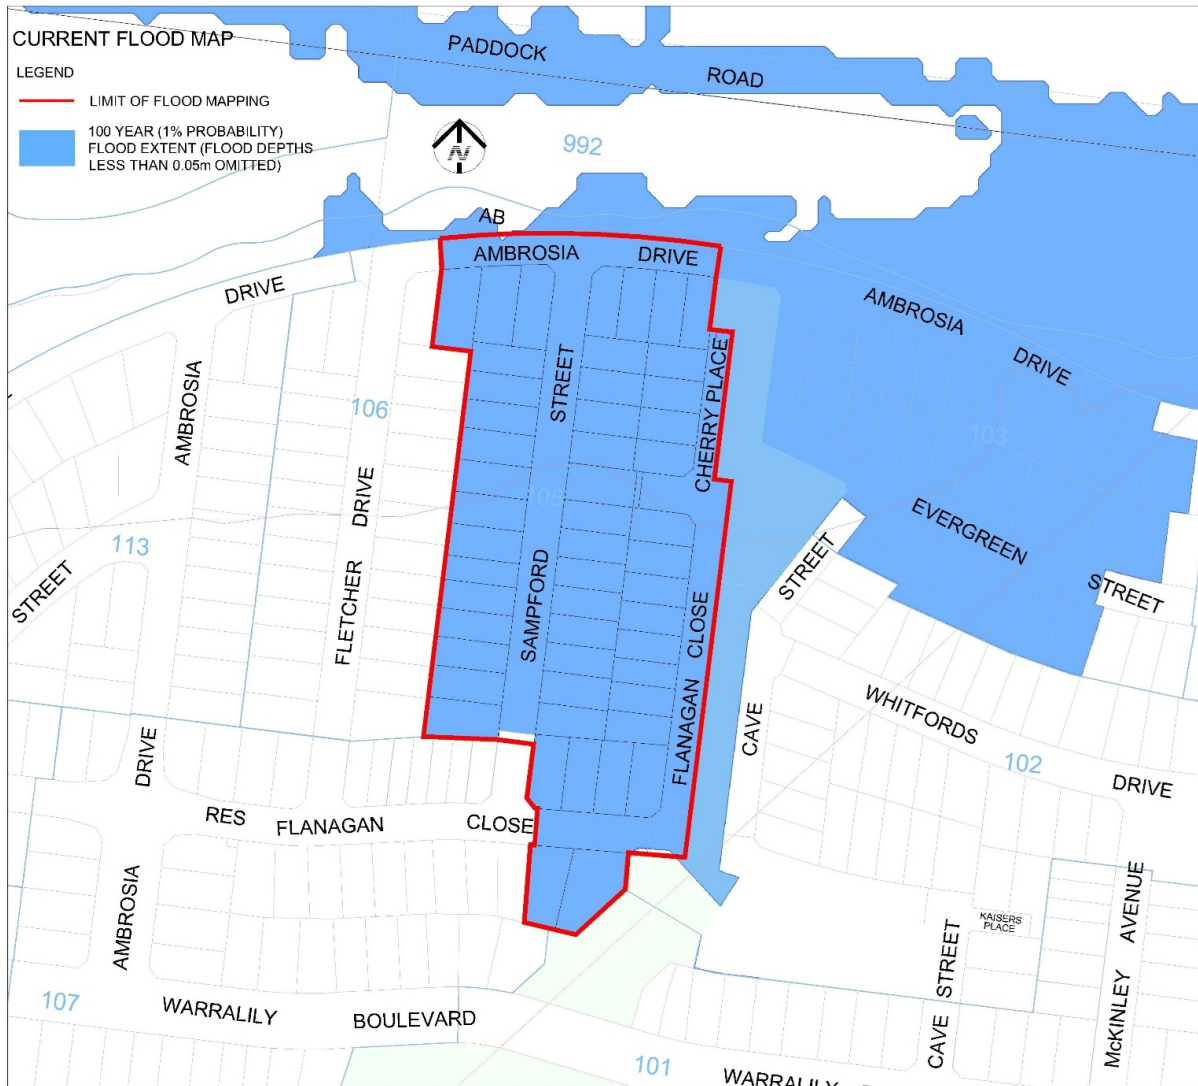 CURRENT FLOOD MAP
LEGEND
LIMIT OF FLOOD MAPPING
100 YEAR (1% PROBABILITY)
FLOOD EXTENT (FLOOD DEPTHS
LESS THAN 0.05m OMITTED)
PADDOCK
ROAD
N
992
AB
AMBROSIA
DRIVE
DRIVE
AMBROSIA
DRIVE
AMBROSIA
STREET
CHERRY PLACE
106
103
DRIVE
105
113
STREET
FLETCHER
SAMPFORD
CLOSE
STREET
EVERGREEN
STREET
FLANAGAN
WHITFORDS
CAVE
102
DRIVE
DRIVE
RES
FLANAGAN
CLOSE
AMBROSIA
KAISERS
PLACE
AVENUE
STREET
McKINLEY
CAVE
107
WARRALILY
BOULEVARD
101
WARRALILY